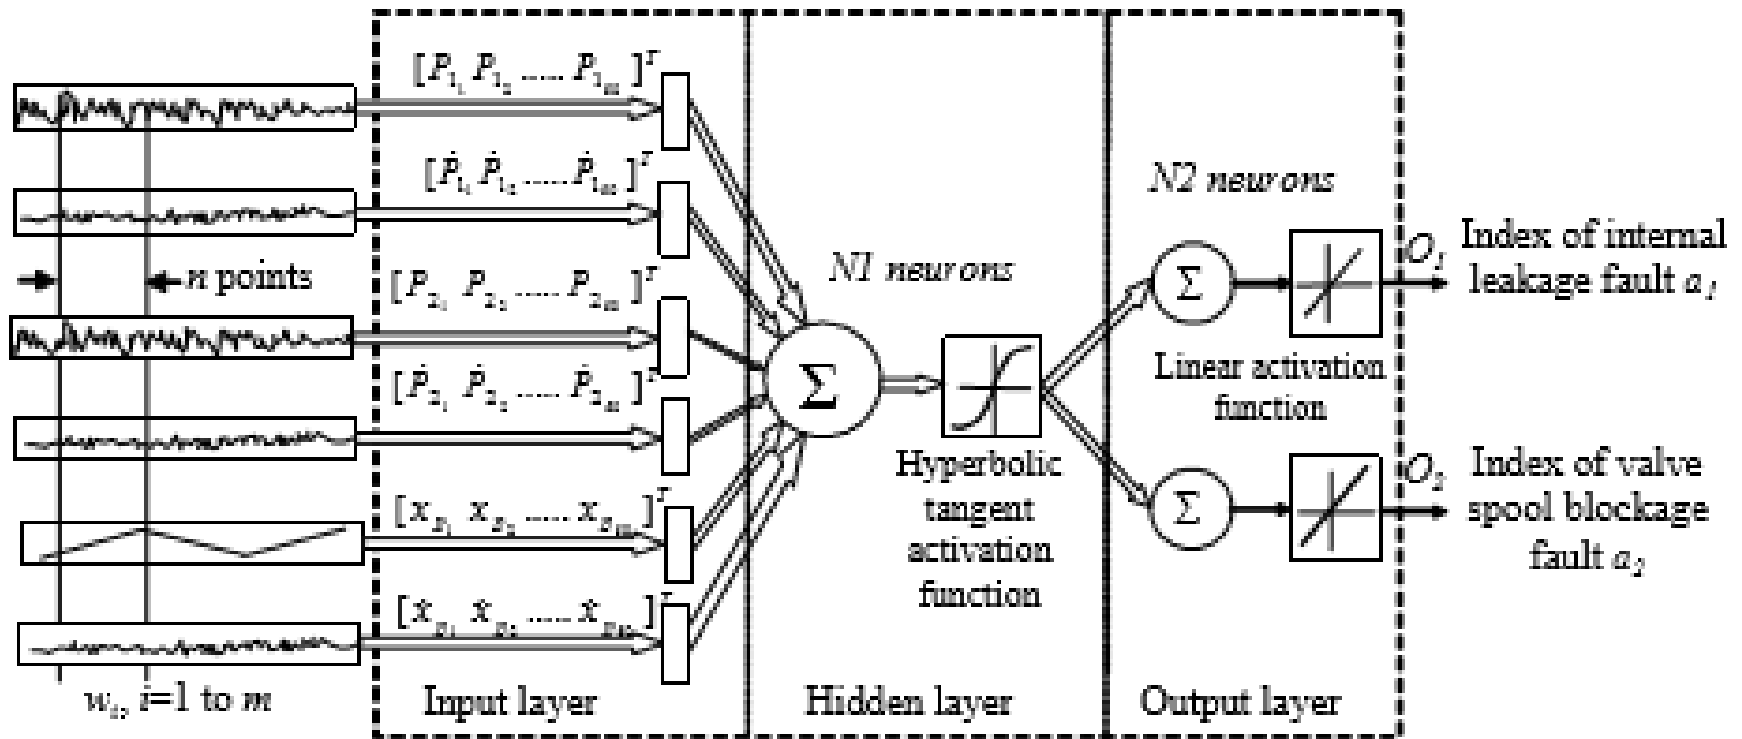 [P₁₁ P₁₂ ..... P₁ₘ]ᵀ
[Ṗ₁₁ Ṗ₁₂ ..... Ṗ₁ₘ]ᵀ
n points
[P₂₁ P₂₂ ..... P₂ₘ]ᵀ
[Ṗ₂₁ Ṗ₂₂ ..... Ṗ₂ₘ]ᵀ
[xₚ₁ xₚ₂ ..... xₚₘ]ᵀ
[ẋₚ₁ ẋₚ₂ ..... ẋₚₘ]ᵀ
wᵢ, i=1 to m
Input layer
N1 neurons
Σ
Hyperbolic
tangent
activation
function
Hidden layer
N2 neurons
Σ
Linear activation
function
Σ
Output layer
O₁
Index of internal
leakage fault a₁
O₂
Index of valve
spool blockage
fault a₂